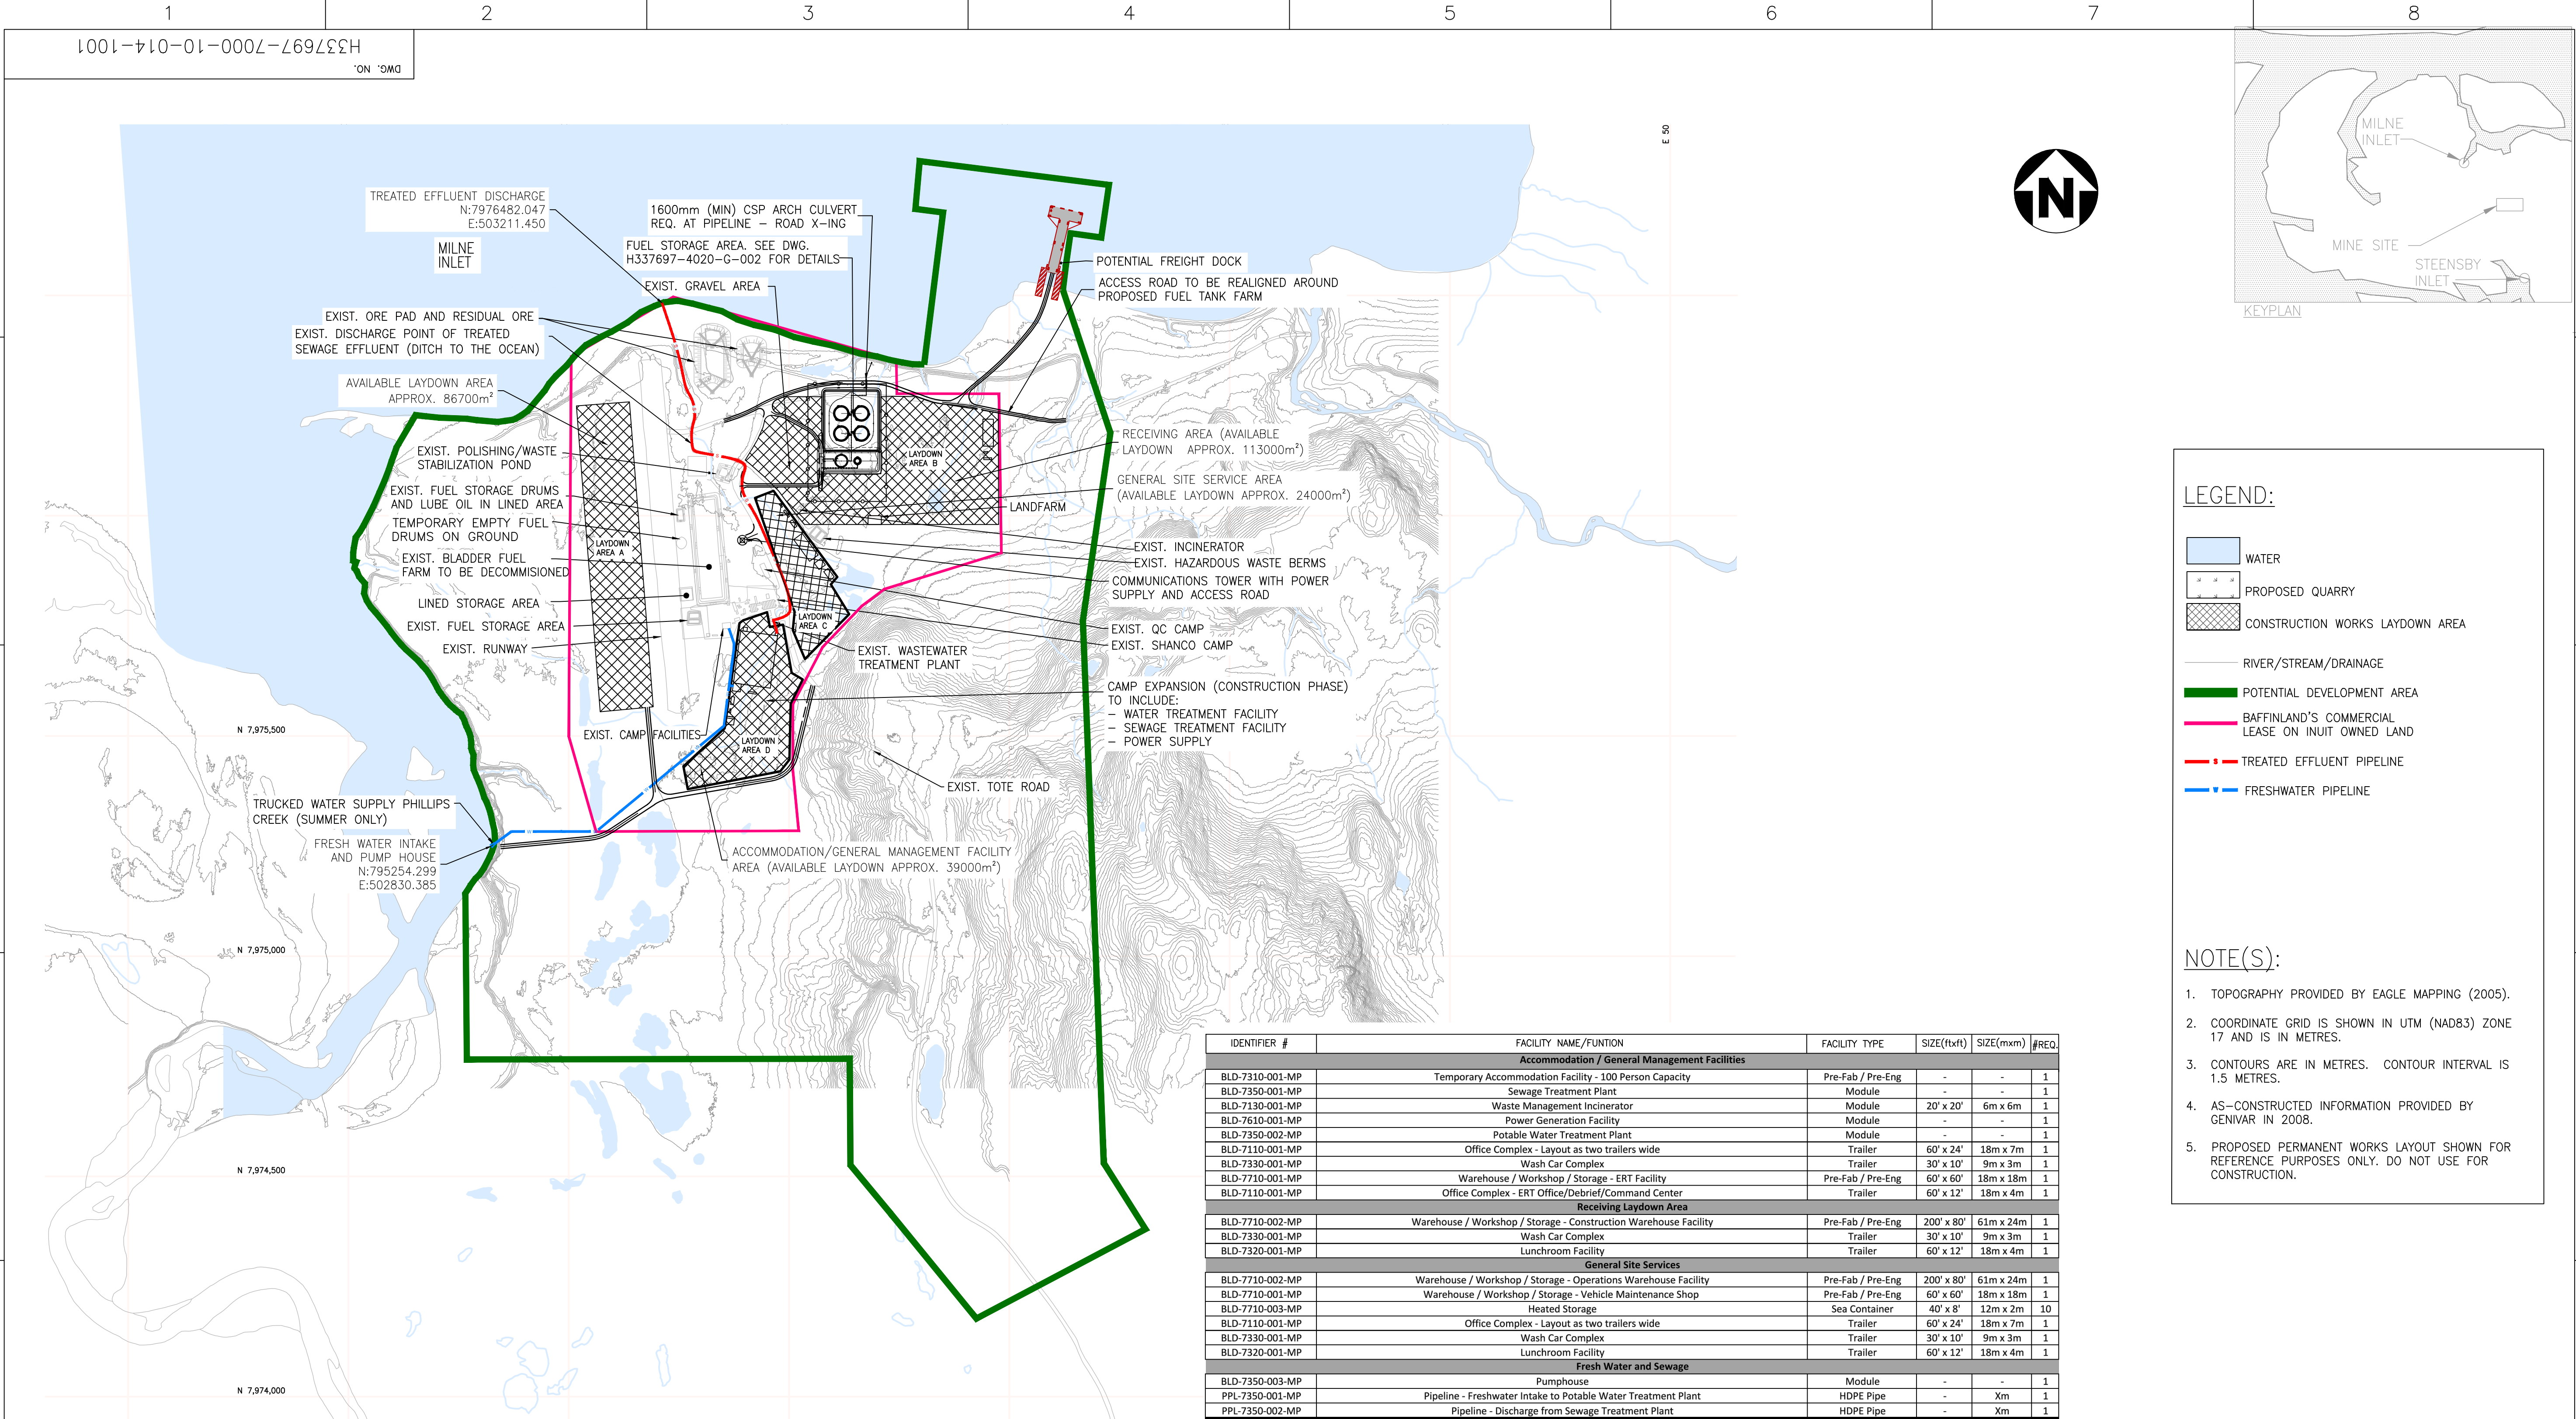 1 2 3 4 5 6 7 8
H337697-7000-10-014-1001
DWG. NO.
E 50
TREATED EFFLUENT DISCHARGE
N:7976482.047
E:503211.450
MILNE
INLET
1600mm (MIN) CSP ARCH CULVERT
REQ. AT PIPELINE – ROAD X-ING
FUEL STORAGE AREA. SEE DWG.
H337697-4020-G-002 FOR DETAILS
EXIST. GRAVEL AREA
EXIST. ORE PAD AND RESIDUAL ORE
EXIST. DISCHARGE POINT OF TREATED
SEWAGE EFFLUENT (DITCH TO THE OCEAN)
AVAILABLE LAYDOWN AREA
APPROX. 86700m²
EXIST. POLISHING/WASTE
STABILIZATION POND
EXIST. FUEL STORAGE DRUMS
AND LUBE OIL IN LINED AREA
TEMPORARY EMPTY FUEL
DRUMS ON GROUND
EXIST. BLADDER FUEL
FARM TO BE DECOMMISIONED
LINED STORAGE AREA
EXIST. FUEL STORAGE AREA
EXIST. RUNWAY
EXIST. CAMP FACILITIES
TRUCKED WATER SUPPLY PHILLIPS
CREEK (SUMMER ONLY)
FRESH WATER INTAKE
AND PUMP HOUSE
N:795254.299
E:502830.385
LAYDOWN
AREA A
LAYDOWN
AREA B
LAYDOWN
AREA C
LAYDOWN
AREA D
POTENTIAL FREIGHT DOCK
ACCESS ROAD TO BE REALIGNED AROUND
PROPOSED FUEL TANK FARM
RECEIVING AREA (AVAILABLE
LAYDOWN APPROX. 113000m²)
GENERAL SITE SERVICE AREA
(AVAILABLE LAYDOWN APPROX. 24000m²)
LANDFARM
EXIST. INCINERATOR
EXIST. HAZARDOUS WASTE BERMS
COMMUNICATIONS TOWER WITH POWER
SUPPLY AND ACCESS ROAD
EXIST. QC CAMP
EXIST. SHANCO CAMP
EXIST. WASTEWATER
TREATMENT PLANT
CAMP EXPANSION (CONSTRUCTION PHASE)
TO INCLUDE:
– WATER TREATMENT FACILITY
– SEWAGE TREATMENT FACILITY
– POWER SUPPLY
EXIST. TOTE ROAD
ACCOMMODATION/GENERAL MANAGEMENT FACILITY
AREA (AVAILABLE LAYDOWN APPROX. 39000m²)
N 7,975,500
N 7,975,000
N 7,974,500
N 7,974,000
N
MILNE
INLET
MINE SITE
STEENSBY
INLET
KEYPLAN
LEGEND:
WATER
PROPOSED QUARRY
CONSTRUCTION WORKS LAYDOWN AREA
RIVER/STREAM/DRAINAGE
POTENTIAL DEVELOPMENT AREA
BAFFINLAND'S COMMERCIAL
LEASE ON INUIT OWNED LAND
S TREATED EFFLUENT PIPELINE
W FRESHWATER PIPELINE
NOTE(S):
1. TOPOGRAPHY PROVIDED BY EAGLE MAPPING (2005).
2. COORDINATE GRID IS SHOWN IN UTM (NAD83) ZONE
17 AND IS IN METRES.
3. CONTOURS ARE IN METRES. CONTOUR INTERVAL IS
1.5 METRES.
4. AS–CONSTRUCTED INFORMATION PROVIDED BY
GENIVAR IN 2008.
5. PROPOSED PERMANENT WORKS LAYOUT SHOWN FOR
REFERENCE PURPOSES ONLY. DO NOT USE FOR
CONSTRUCTION.
IDENTIFIER # FACILITY NAME/FUNTION FACILITY TYPE SIZE(ftxft) SIZE(mxm) #REQ.
Accommodation / General Management Facilities
BLD-7310-001-MP Temporary Accommodation Facility - 100 Person Capacity Pre-Fab / Pre-Eng - - 1
BLD-7350-001-MP Sewage Treatment Plant Module - - 1
BLD-7130-001-MP Waste Management Incinerator Module 20' x 20' 6m x 6m 1
BLD-7610-001-MP Power Generation Facility Module - - 1
BLD-7350-002-MP Potable Water Treatment Plant Module - - 1
BLD-7110-001-MP Office Complex - Layout as two trailers wide Trailer 60' x 24' 18m x 7m 1
BLD-7330-001-MP Wash Car Complex Trailer 30' x 10' 9m x 3m 1
BLD-7710-001-MP Warehouse / Workshop / Storage - ERT Facility Pre-Fab / Pre-Eng 60' x 60' 18m x 18m 1
BLD-7110-001-MP Office Complex - ERT Office/Debrief/Command Center Trailer 60' x 12' 18m x 4m 1
Receiving Laydown Area
BLD-7710-002-MP Warehouse / Workshop / Storage - Construction Warehouse Facility Pre-Fab / Pre-Eng 200' x 80' 61m x 24m 1
BLD-7330-001-MP Wash Car Complex Trailer 30' x 10' 9m x 3m 1
BLD-7320-001-MP Lunchroom Facility Trailer 60' x 12' 18m x 4m 1
General Site Services
BLD-7710-002-MP Warehouse / Workshop / Storage - Operations Warehouse Facility Pre-Fab / Pre-Eng 200' x 80' 61m x 24m 1
BLD-7710-001-MP Warehouse / Workshop / Storage - Vehicle Maintenance Shop Pre-Fab / Pre-Eng 60' x 60' 18m x 18m 1
BLD-7710-003-MP Heated Storage Sea Container 40' x 8' 12m x 2m 10
BLD-7110-001-MP Office Complex - Layout as two trailers wide Trailer 60' x 24' 18m x 7m 1
BLD-7330-001-MP Wash Car Complex Trailer 30' x 10' 9m x 3m 1
BLD-7320-001-MP Lunchroom Facility Trailer 60' x 12' 18m x 4m 1
Fresh Water and Sewage
BLD-7350-003-MP Pumphouse Module - - 1
PPL-7350-001-MP Pipeline - Freshwater Intake to Potable Water Treatment Plant HDPE Pipe - Xm 1
PPL-7350-002-MP Pipeline - Discharge from Sewage Treatment Plant HDPE Pipe - Xm 1